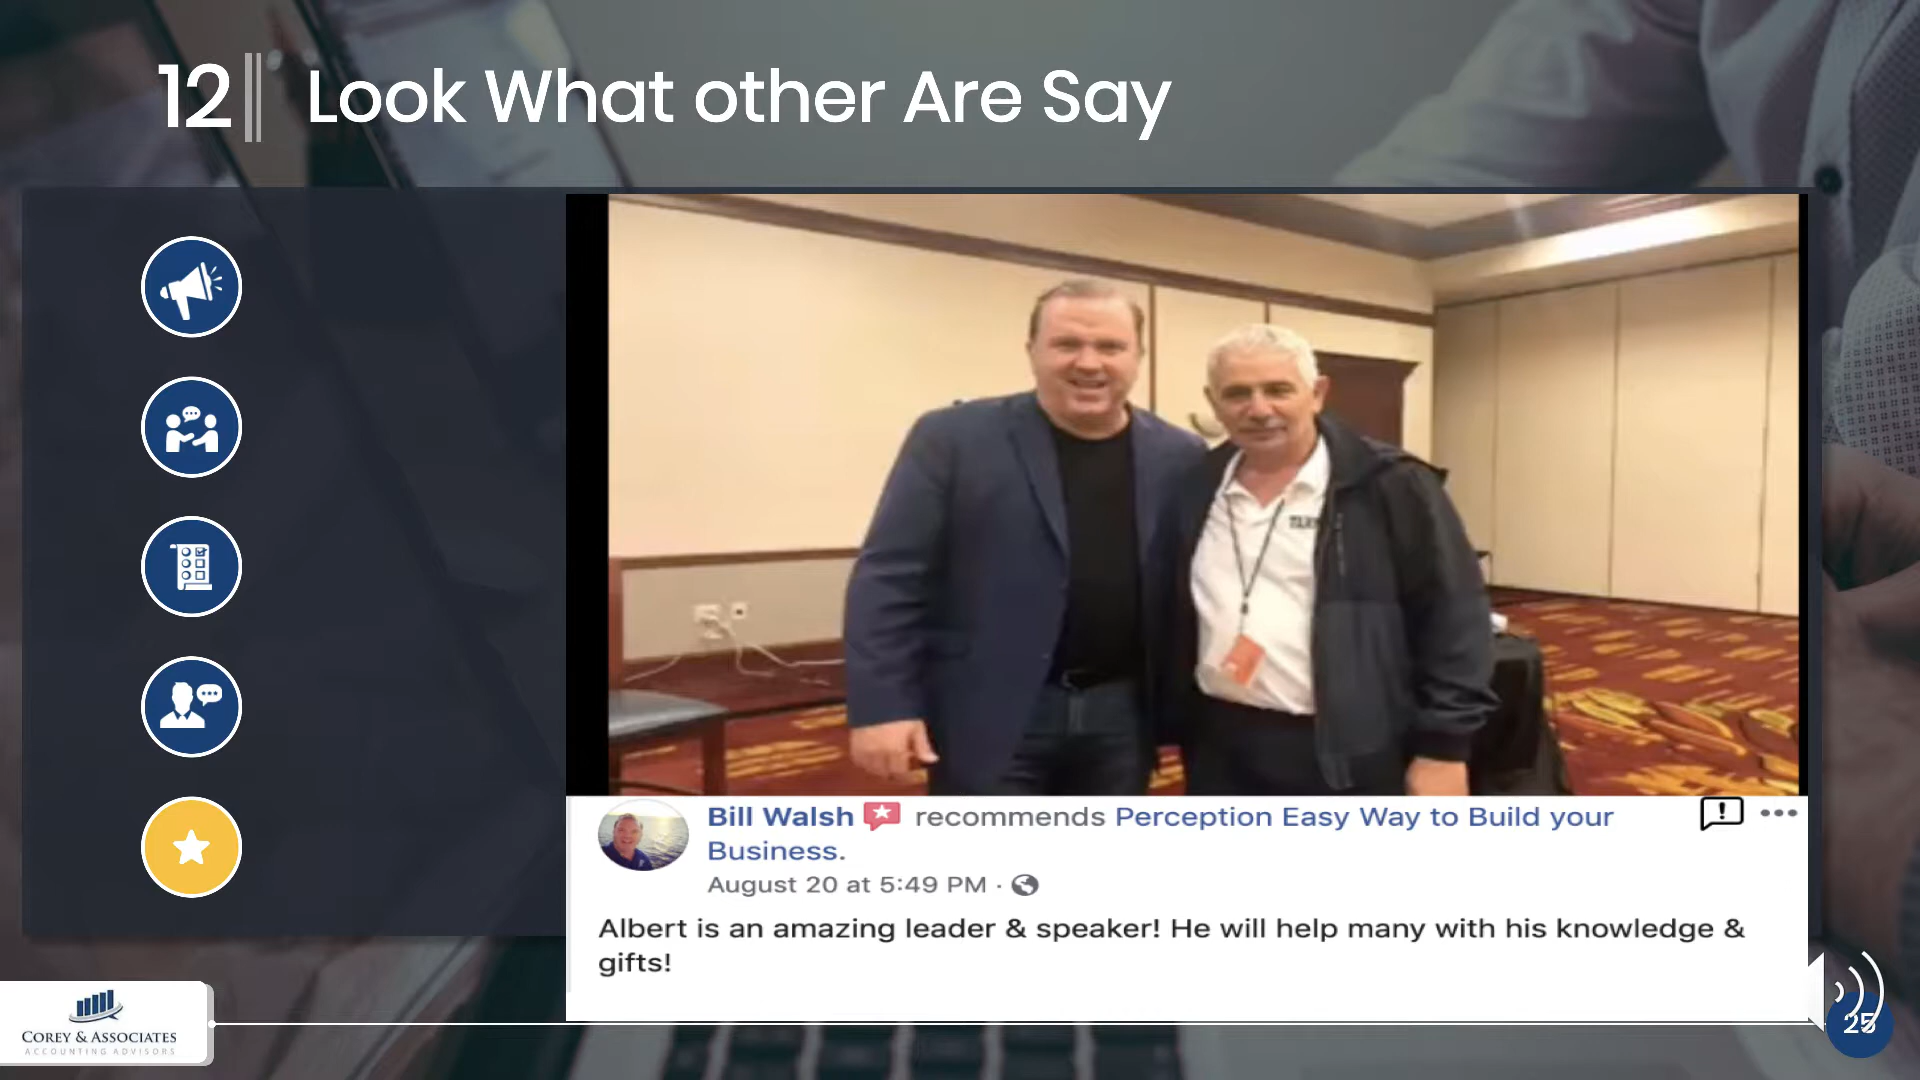 12 Look What other Are Say
Bill Walsh recommends Perception Easy Way to Build your
Business.
August 20 at 5:49 PM ·
Albert is an amazing leader & speaker! He will help many with his knowledge &
gifts!
COREY & ASSOCIATES
ACCOUNTING ADVISORS
25